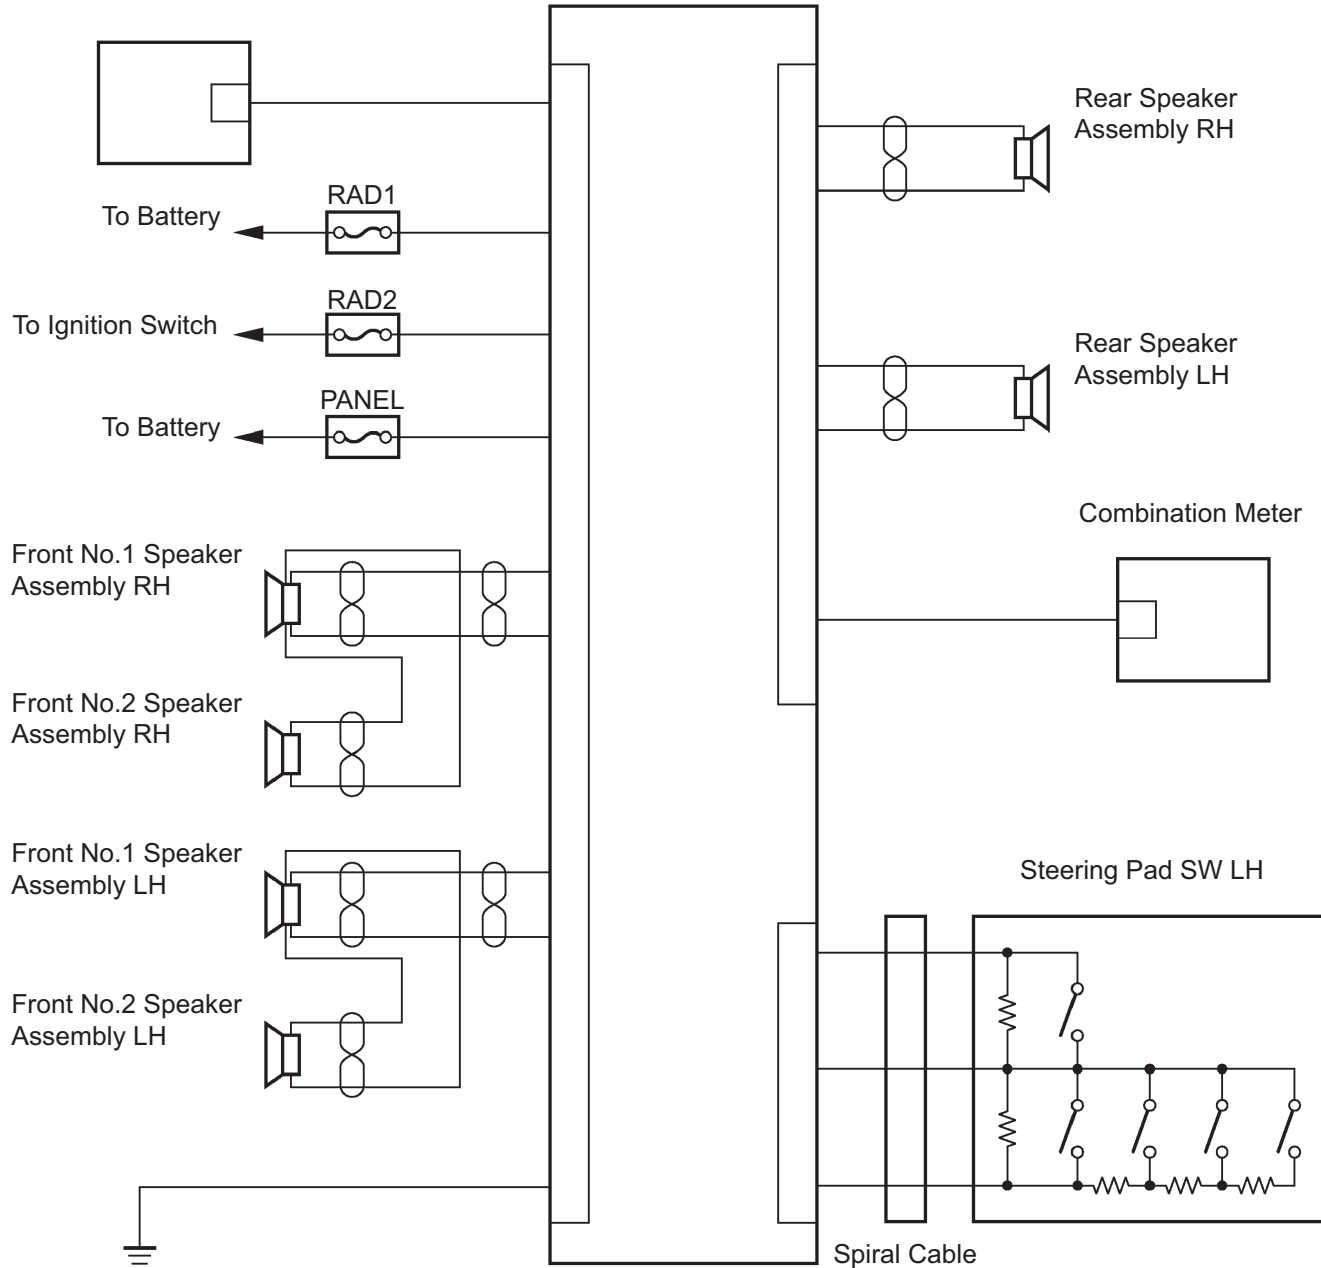 To Battery
RAD1
To Ignition Switch
RAD2
To Battery
PANEL
Front No.1 Speaker
Assembly RH
Front No.2 Speaker
Assembly RH
Front No.1 Speaker
Assembly LH
Front No.2 Speaker
Assembly LH
Rear Speaker
Assembly RH
Rear Speaker
Assembly LH
Combination Meter
Steering Pad SW LH
Spiral Cable